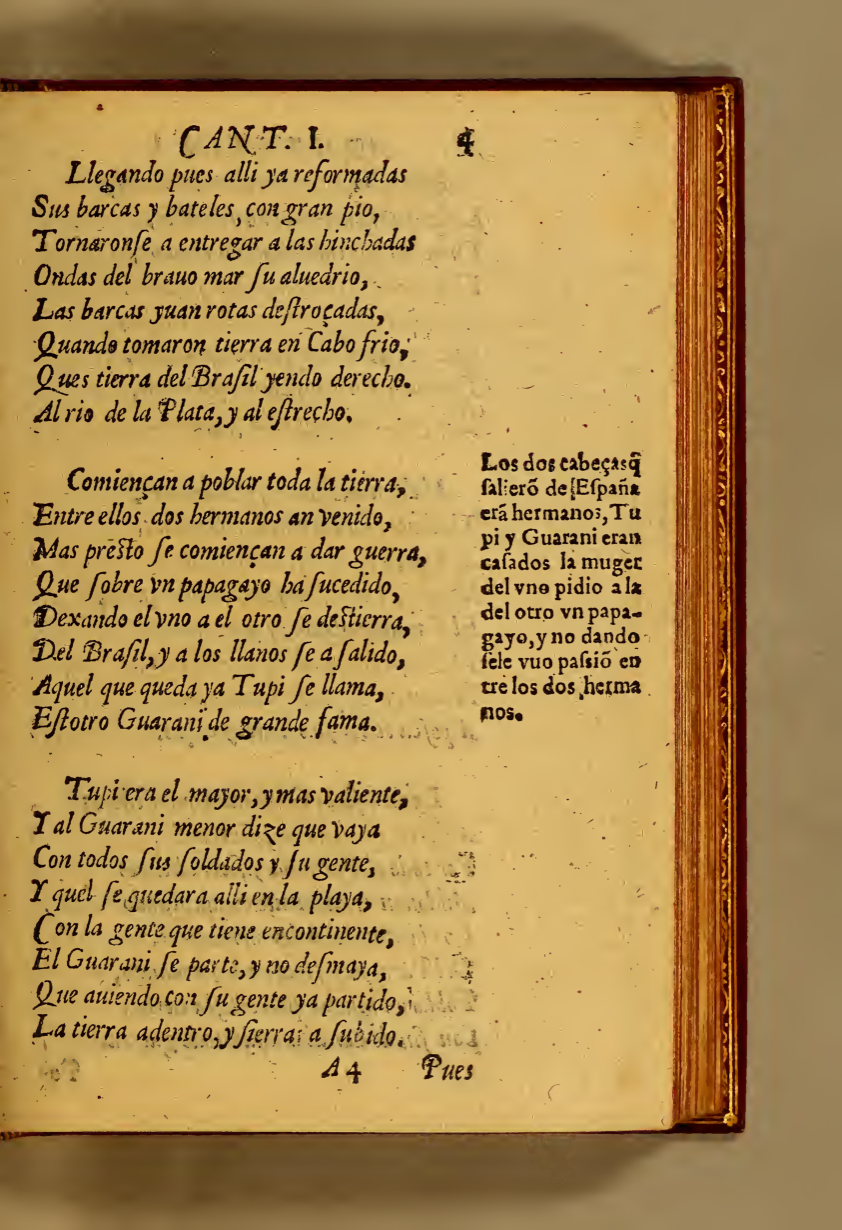 CANT. I. 4
Llegando pues alli ya reformadas
Sus barcas y bateles, con gran pio,
Tornaronſe a entregar a las hinchadas
Ondas del brauo mar ſu aluedrio,
Las barcas yuan rotas deſtroçadas,
Quando tomaron tierra en Cabo frio,
Ques tierra del Braſil yendo derecho.
Al rio de la Plata, y al eſtrecho.
Comiençan a poblar toda la tierra,
Entre ellos dos hermanos an venido,
Mas preſto ſe comiençan a dar guerra,
Que ſobre vn papagayo ha ſucedido,
Dexando el vno a el otro ſe deſtierra,
Del Braſil, y a los llanos ſe a ſalido,
Aquel que queda ya Tupi ſe llama,
Eſtotro Guarani de grande fama.
Los dos cabeças q̃
ſalierõ de Eſpaña
erã hermanos, Tu
pi y Guarani eran
caſados la muger
del vno pidio a la
del otro vn papa-
gayo, y no dando
ſele vuo paſsiõ en
tre los dos herma
nos.
Tupi era el mayor, y mas valiente,
Y al Guarani menor dize que vaya
Con todos ſus ſoldados y ſu gente,
Y quel ſe quedara alli en la playa,
Con la gente que tiene encontinente,
El Guarani ſe parte, y no deſmaya,
Que auiendo con ſu gente ya partido,
La tierra adentro, y ſierras a ſubido.
A 4 Pues